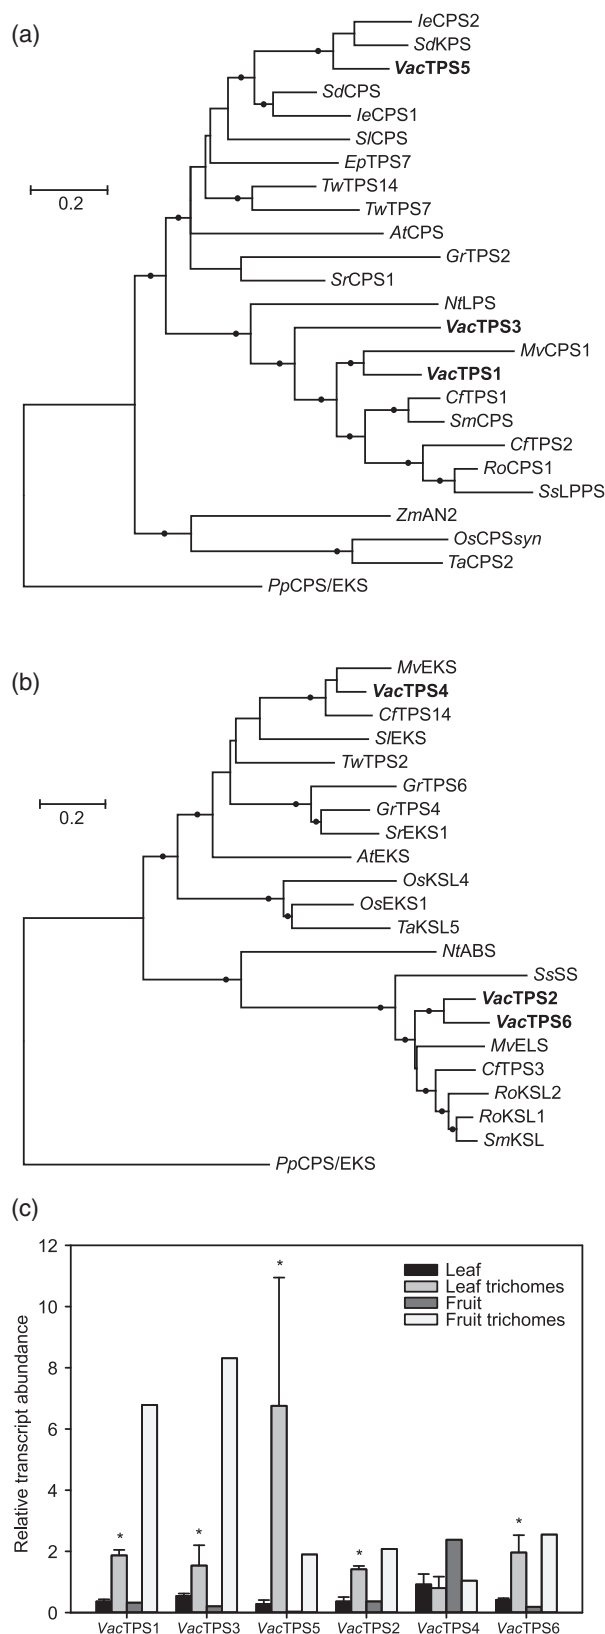 (a)
IeCPS2
SdKPS
VacTPS5
SdCPS
IeCPS1
SlCPS
EpTPS7
TwTPS14
0.2
TwTPS7
AtCPS
GrTPS2
SrCPS1
NtLPS
VacTPS3
MvCPS1
VacTPS1
CfTPS1
SmCPS
CfTPS2
RoCPS1
SsLPPS
ZmAN2
OsCPSsyn
TaCPS2
PpCPS/EKS
(b)
MvEKS
VacTPS4
CfTPS14
SlEKS
TwTPS2
GrTPS6
0.2
GrTPS4
SrEKS1
AtEKS
OsKSL4
OsEKS1
TaKSL5
NtABS
SsSS
VacTPS2
VacTPS6
MvELS
CfTPS3
RoKSL2
RoKSL1
SmKSL
PpCPS/EKS
(c)
Relative transcript abundance
12
10
8
6
4
2
0
Leaf
Leaf trichomes
Fruit
Fruit trichomes
* * * * *
VacTPS1 VacTPS3 VacTPS5 VacTPS2 VacTPS4 VacTPS6